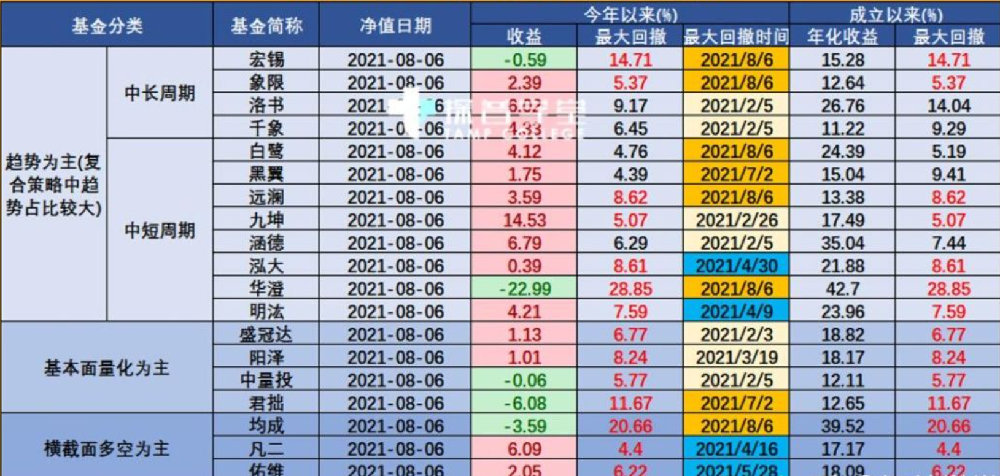 基金分类 基金简称 净值日期 今年以来(%) 成立以来(%)
收益 最大回撤 最大回撤时间 年化收益 最大回撤
趋势为主(复合策略中趋势占比较大)
中长周期
宏锡 2021-08-06 -0.59 14.71 2021/8/6 15.28 14.71
象限 2021-08-06 2.39 5.37 2021/8/6 12.64 5.37
洛书 2021 6 6.02 9.17 2021/2/5 26.76 14.04
千象 2021-0 -06 4.33 6.45 2021/2/5 11.22 9.29
探普学堂
TAMP COLLEGE
中短周期
白鹭 2021-08-06 4.12 4.76 2021/8/6 24.39 5.19
黑翼 2021-08-06 1.75 4.39 2021/7/2 15.04 9.41
远澜 2021-08-06 3.59 8.62 2021/8/6 13.38 8.62
九坤 2021-08-06 14.53 5.07 2021/2/26 17.49 5.07
涵德 2021-08-06 6.79 6.29 2021/2/5 35.04 7.44
泓大 2021-08-06 0.39 8.61 2021/4/30 21.88 8.61
华澄 2021-08-06 -22.99 28.85 2021/8/6 42.7 28.85
明汯 2021-08-06 4.21 7.59 2021/4/9 23.96 7.59
基本面量化为主
盛冠达 2021-08-06 1.13 6.77 2021/2/3 18.82 6.77
阳泽 2021-08-06 1.01 8.24 2021/3/19 18.17 8.24
中量投 2021-08-06 -0.06 5.77 2021/2/5 12.11 5.77
君拙 2021-08-06 -6.08 11.67 2021/7/2 12.65 11.67
横截面多空为主
均成 2021-08-06 -3.59 20.66 2021/8/6 39.52 20.66
凡二 2021-08-06 6.09 4.4 2021/4/16 17.17 4.4
佑维 2021-08-06 2.05 6.22 2021/5/28 18.09 6.22